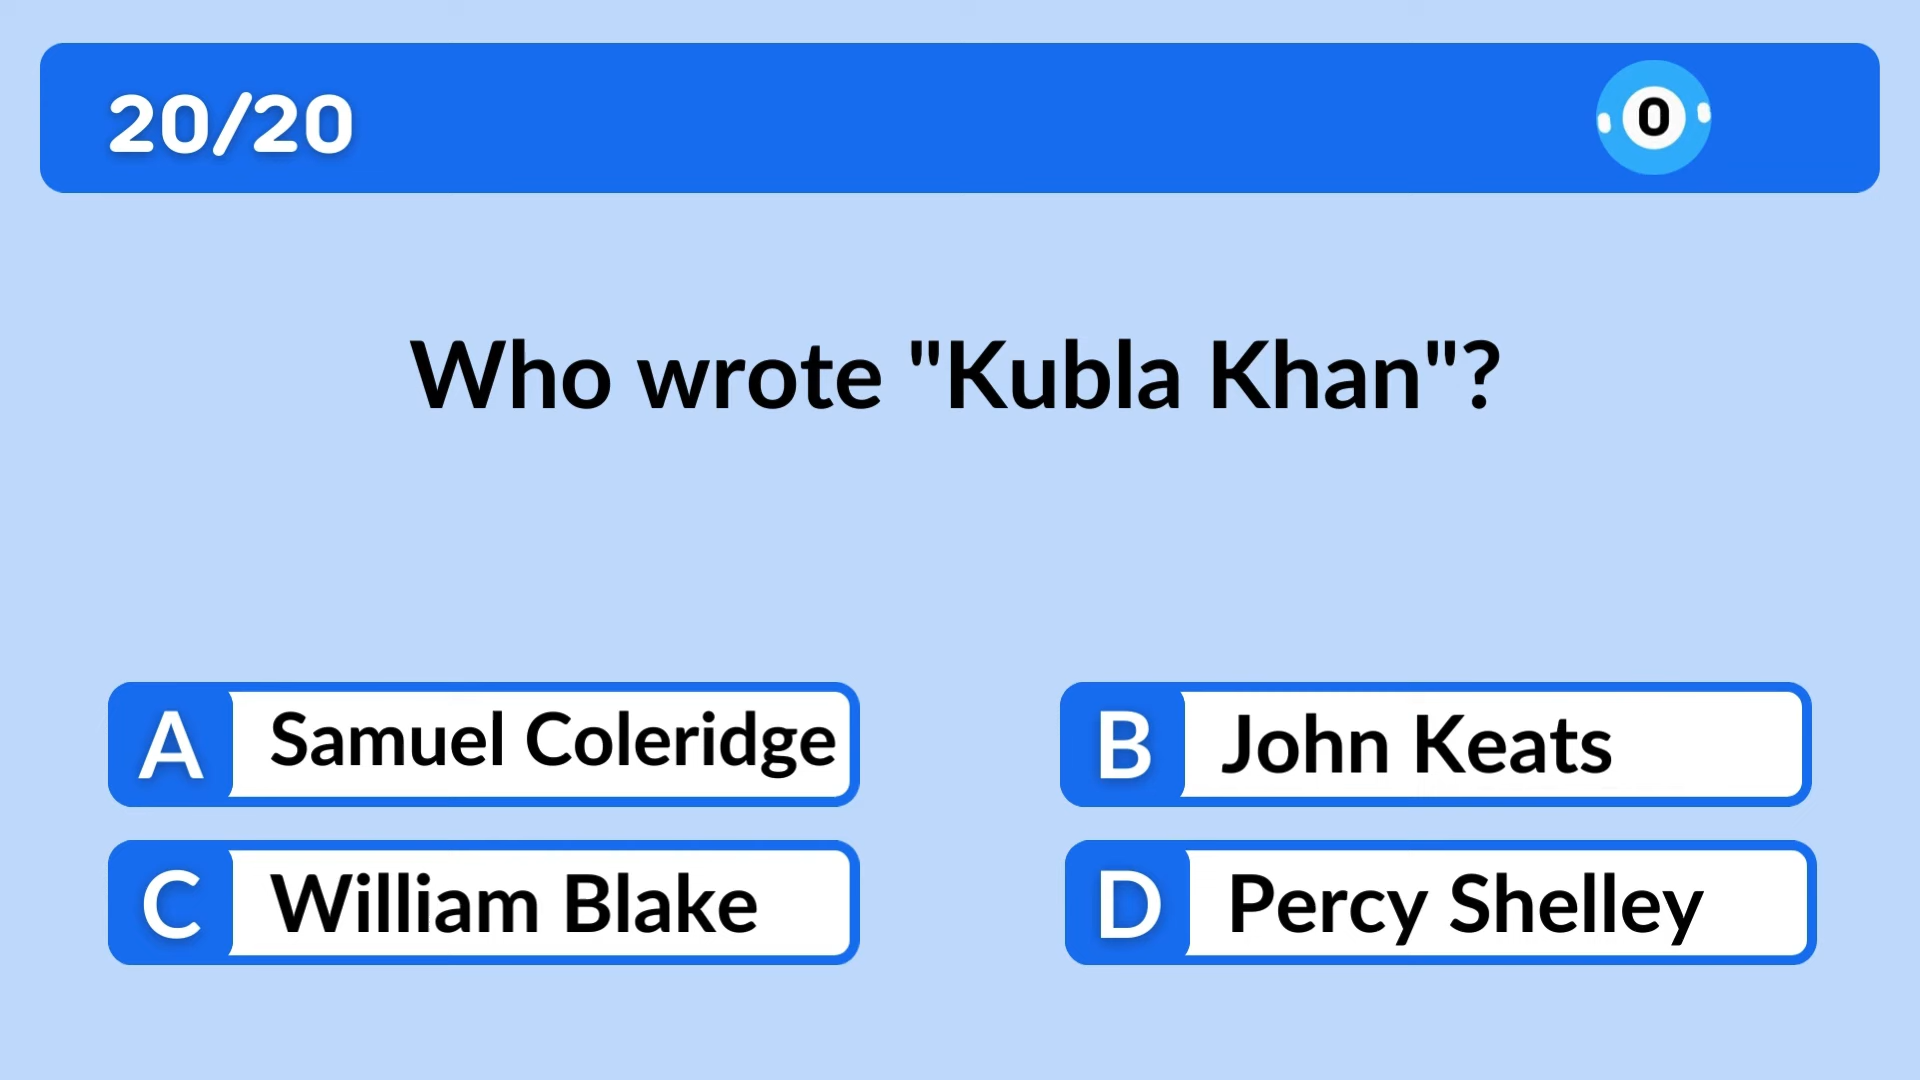 20/20
0
Who wrote "Kubla Khan"?
A Samuel Coleridge
B John Keats
C William Blake
D Percy Shelley